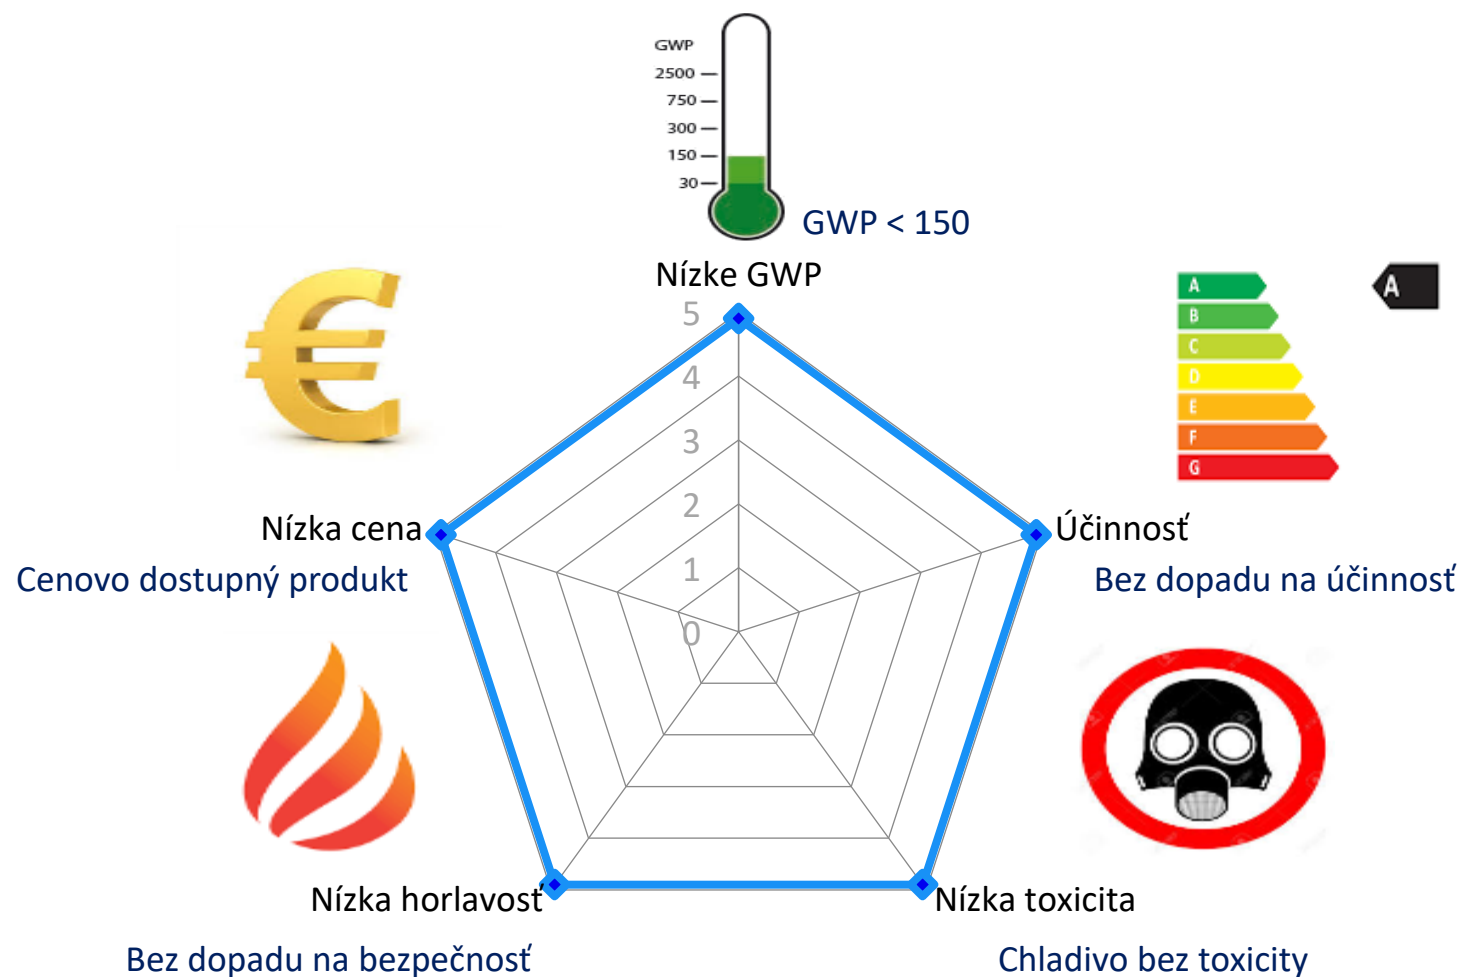 GWP
2500
750
300
150
30
GWP < 150
Nízke GWP
A
B
C
D
E
F
G
A
5
4
3
2
1
0
Nízka cena
Cenovo dostupný produkt
Účinnosť
Bez dopadu na účinnosť
Nízka horlavosť
Bez dopadu na bezpečnosť
Nízka toxicita
Chladivo bez toxicity